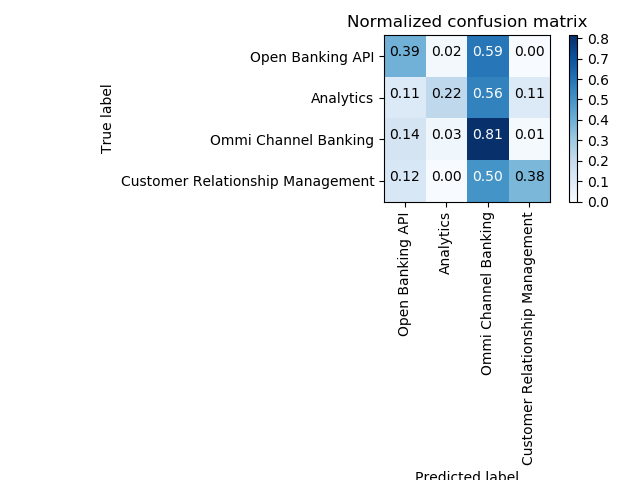 Normalized confusion matrix
True label
Open Banking API 0.39 0.02 0.59 0.00
Analytics 0.11 0.22 0.56 0.11
Ommi Channel Banking 0.14 0.03 0.81 0.01
Customer Relationship Management 0.12 0.00 0.50 0.38
Open Banking API
Analytics
Ommi Channel Banking
Customer Relationship Management
Predicted label
0.8
0.7
0.6
0.5
0.4
0.3
0.2
0.1
0.0